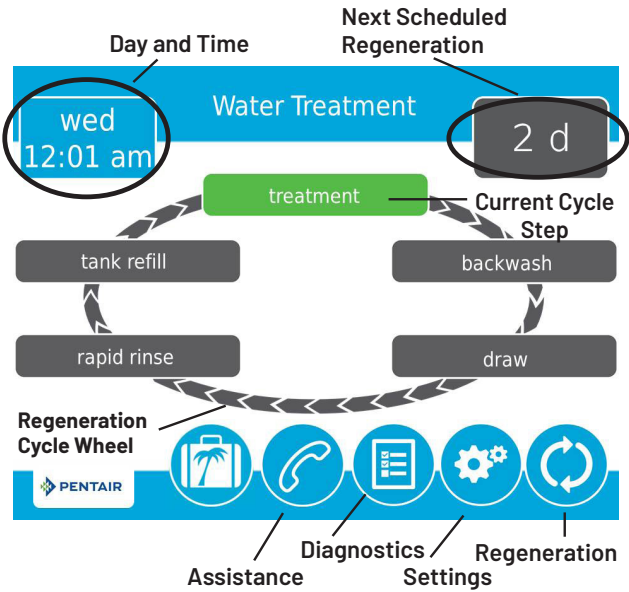 Day and Time
Next Scheduled
Regeneration
wed
12:01 am
Water Treatment
2 d
treatment
Current Cycle
Step
tank refill
backwash
rapid rinse
draw
Regeneration
Cycle Wheel
PENTAIR
Diagnostics
Regeneration
Assistance
Settings